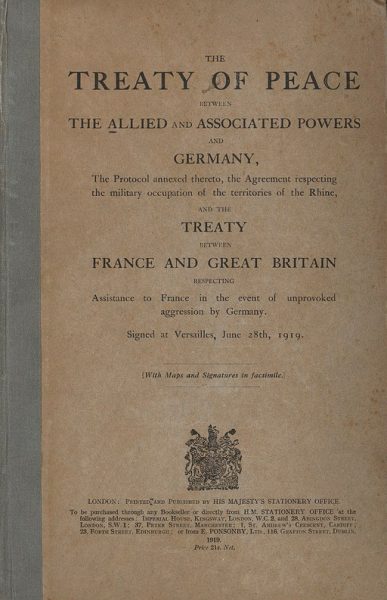 THE
TREATY OF PEACE
BETWEEN
THE ALLIED AND ASSOCIATED POWERS
AND
GERMANY,
The Protocol annexed thereto, the Agreement respecting
the military occupation of the territories of the Rhine,
AND THE
TREATY
BETWEEN
FRANCE AND GREAT BRITAIN
RESPECTING
Assistance to France in the event of unprovoked
aggression by Germany.
Signed at Versailles, June 28th, 1919.
[With Maps and Signatures in facsimile.]
LONDON: PRINTED AND PUBLISHED BY HIS MAJESTY'S STATIONERY OFFICE
To be purchased through any Bookseller or directly from H.M. STATIONERY OFFICE at the
following addresses: IMPERIAL HOUSE, KINGSWAY, LONDON, W.C. 2, and 28, ABINGDON STREET,
LONDON, S.W. 1; 37, PETER STREET, MANCHESTER; 1, ST. ANDREW'S CRESCENT, CARDIFF;
23, FORTH STREET, EDINBURGH; or from E. PONSONBY, LTD., 116, GRAFTON STREET, DUBLIN.
1919.
Price 21s. Net.